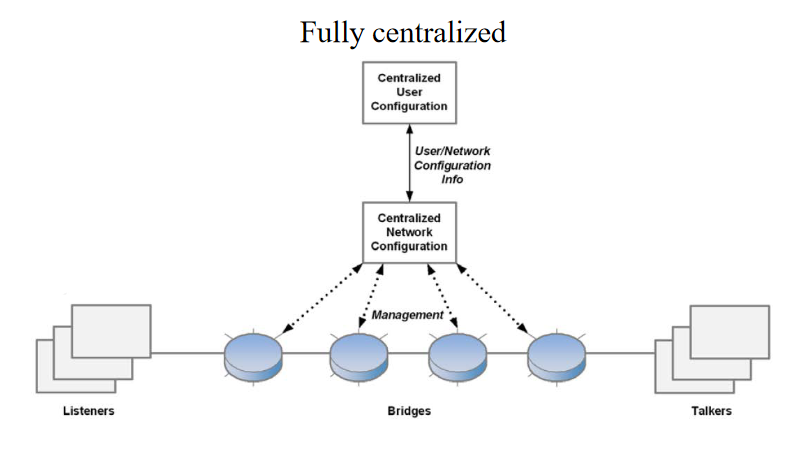 Fully centralized
Centralized
User
Configuration
User/Network
Configuration
Info
Centralized
Network
Configuration
Management
Listeners
Bridges
Talkers